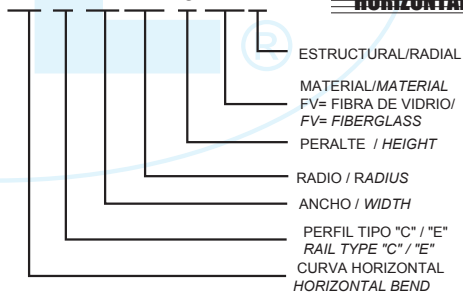 HORIZONTAL
®
ESTRUCTURAL/RADIAL
MATERIAL/MATERIAL
FV= FIBRA DE VIDRIO/
FV= FIBERGLASS
PERALTE / HEIGHT
RADIO / RADIUS
ANCHO / WIDTH
PERFIL TIPO "C" / "E"
RAIL TYPE "C" / "E"
CURVA HORIZONTAL
HORIZONTAL BEND